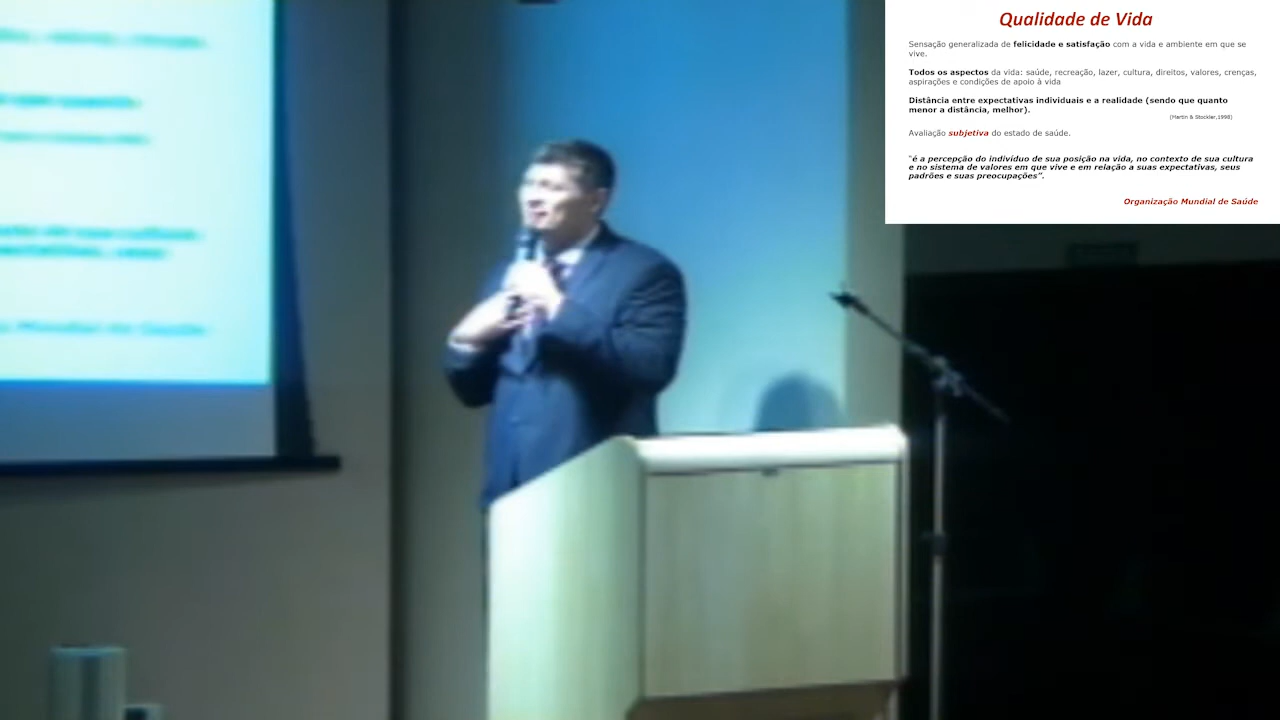 Qualidade de Vida
Sensação generalizada de felicidade e satisfação com a vida e ambiente em que se
vive.
Todos os aspectos da vida: saúde, recreação, lazer, cultura, direitos, valores, crenças,
aspirações e condições de apoio à vida
Distância entre expectativas individuais e a realidade (sendo que quanto
menor a distância, melhor).
(Martin & Stockler,1998)
Avaliação subjetiva do estado de saúde.
"é a percepção do indivíduo de sua posição na vida, no contexto de sua cultura
e no sistema de valores em que vive e em relação a suas expectativas, seus
padrões e suas preocupações".
Organização Mundial de Saúde